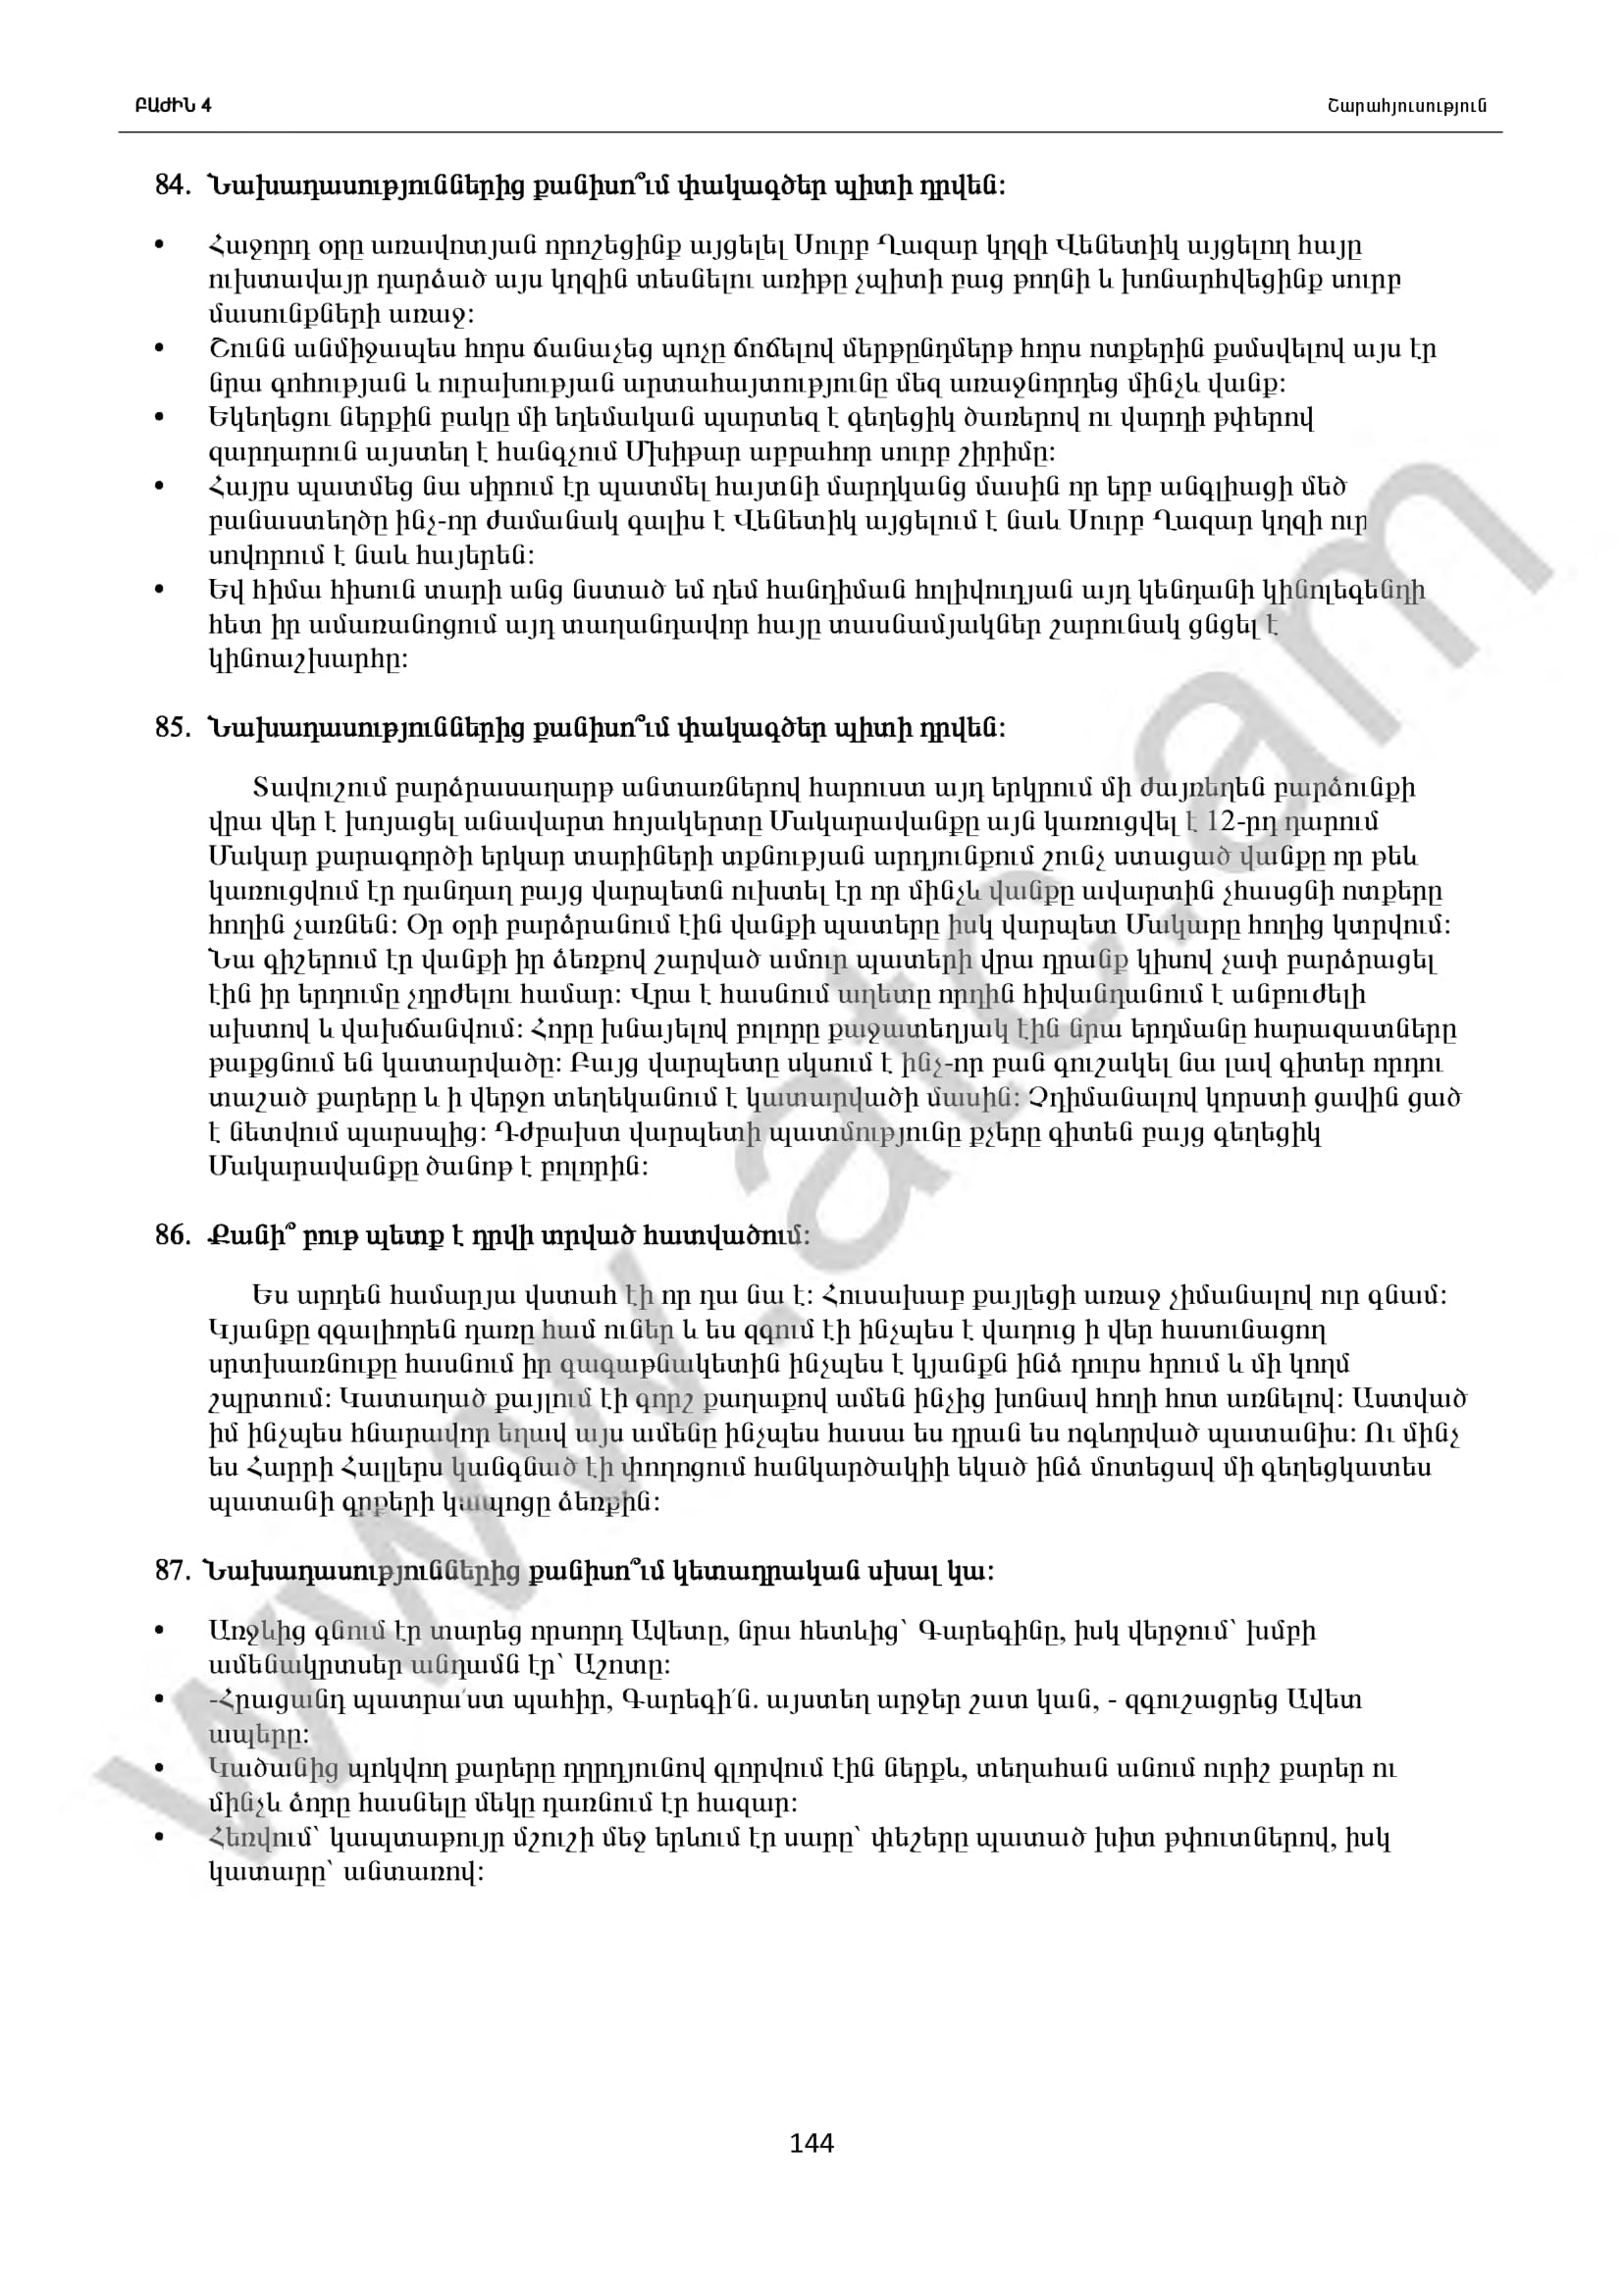 ԲԱԺԻՆ 4
Շարահյուսություն
84. Նախադասություններից քանիսո՞ւմ փակագծեր պիտի դրվեն:
• Հաջորդ օրը առավոտյան որոշեցինք այցելել Սուրբ Ղազար կղզի Վենետիկ այցելող հայը
ուխտավայր դարձած այս կղզին տեսնելու առիթը չպիտի բաց թողնի և խոնարհվեցինք սուրբ
մասունքների առաջ:
• Շունն անմիջապես հորս ճանաչեց պոչը ճոճելով մերթընդմերթ հորս ոտքերին քսմսվելով այս էր
նրա գոհության և ուրախության արտահայտությունը մեզ առաջնորդեց մինչև վանք:
• Եկեղեցու ներքին բակը մի եդեմական պարտեզ է գեղեցիկ ծառերով ու վարդի թփերով
զարդարուն այստեղ է հանգչում Մխիթար աբբահոր սուրբ շիրիմը:
• Հայրս պատմեց նա սիրում էր պատմել հայտնի մարդկանց մասին որ երբ անգլիացի մեծ
բանաստեղծը ինչ-որ ժամանակ գալիս է Վենետիկ այցելում է նաև Սուրբ Ղազար կղզի ուր
սովորում է նաև հայերեն:
• Եվ հիմա հիսուն տարի անց նստած եմ դեմ հանդիման հոլիվուդյան այդ կենդանի կինոլեգենդի
հետ իր ամառանոցում այդ տաղանդավոր հայը տասնամյակներ շարունակ ցնցել է
կինոաշխարհը:
85. Նախադասություններից քանիսո՞ւմ փակագծեր պիտի դրվեն:
Տավուշում բարձրասաղարթ անտառներով հարուստ այդ երկրում մի ժայռեղեն բարձունքի
վրա վեր է խոյացել անավարտ հոյակերտը Մակարավանքը այն կառուցվել է 12-րդ դարում
Մակար քարագործի երկար տարիների տքնության արդյունքում շունչ ստացած վանքը որ թեև
կառուցվում էր դանդաղ բայց վարպետն ուխտել էր որ մինչև վանքը ավարտին չհասցնի ոտքերը
հողին չառնեն: Օր օրի բարձրանում էին վանքի պատերը իսկ վարպետ Մակարը հողից կտրվում:
Նա գիշերում էր վանքի իր ձեռքով շարված ամուր պատերի վրա դրանք կիսով չափ բարձրացել
էին իր երդումը չդրժելու համար: Վրա է հասնում աղետը որդին հիվանդանում է անբուժելի
ախտով և վախճանվում: Հորը խնայելով բոլորը քաջատեղյակ էին նրա երդմանը հարազատները
թաքցնում են կատարվածը: Բայց վարպետը սկսում է ինչ-որ բան գուշակել նա լավ գիտեր որդու
տաշած քարերը և ի վերջո տեղեկանում է կատարվածի մասին: Չդիմանալով կորստի ցավին ցած
է նետվում պարսպից: Դժբախտ վարպետի պատմությունը քչերը գիտեն բայց գեղեցիկ
Մակարավանքը ծանոթ է բոլորին:
86. Քանի՞ բութ պետք է դրվի տրված հատվածում:
Ես արդեն համարյա վստահ էի որ դա նա է: Հուսախաբ քայլեցի առաջ չիմանալով ուր գնամ:
Կյանքը զգալիորեն դառը համ ուներ և ես զգում էի ինչպես է վաղուց ի վեր հասունացող
սրտխառնուքը հասնում իր գագաթնակետին ինչպես է կյանքն ինձ դուրս հրում և մի կողմ
շպրտում: Կատաղած քայլում էի գորշ քաղաքով ամեն ինչից խոնավ հողի հոտ առնելով: Աստված
իմ ինչպես հնարավոր եղավ այս ամենը ինչպես հասա ես դրան ես ոգևորված պատանիս: Ու մինչ
ես Հարրի Հալլերս կանգնած էի փողոցում հանկարծակիի եկած ինձ մոտեցավ մի գեղեցկատես
պատանի գրքերի կապոցը ձեռքին:
87. Նախադասություններից քանիսո՞ւմ կետադրական սխալ կա:
• Առջևից գնում էր տարեց որսորդ Ավետը, նրա հետևից՝ Գարեգինը, իսկ վերջում՝ խմբի
ամենակրտսեր անդամն էր՝ Աշոտը:
• -Հրացանդ պատրա՛ստ պահիր, Գարեգի՛ն. այստեղ արջեր շատ կան, - զգուշացրեց Ավետ
ապերը:
• Կածանից պոկվող քարերը դղրդյունով գլորվում էին ներքև, տեղահան անում ուրիշ քարեր ու
մինչև ձորը հասնելը մեկը դառնում էր հազար:
• Հեռվում՝ կապտաթույր մշուշի մեջ երևում էր սարը՝ փեշերը պատած խիտ թփուտներով, իսկ
կատարը՝ անտառով:
144
www.atc.am